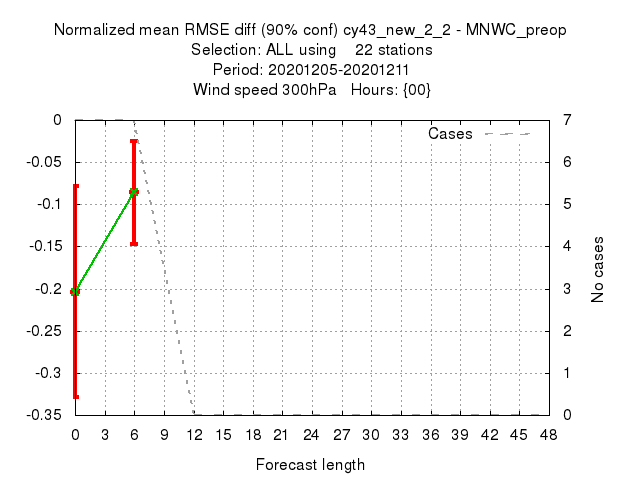 Normalized mean RMSE diff (90% conf) cy43_new_2_2 - MNWC_preop
Selection: ALL using 22 stations
Period: 20201205-20201211
Wind speed 300hPa Hours: {00}
Cases
0
-0.05
-0.1
-0.15
-0.2
-0.25
-0.3
-0.35
7
6
5
4
3
2
1
0
No cases
0 3 6 9 12 15 18 21 24 27 30 33 36 39 42 45 48
Forecast length